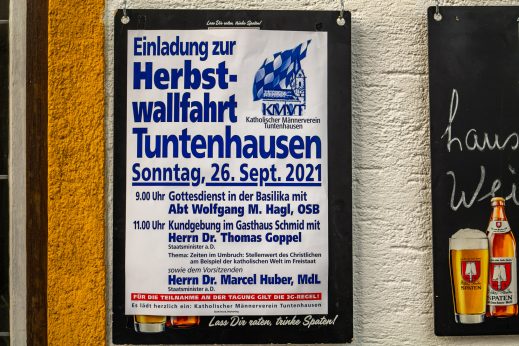 Lass Dir raten, trinke Spaten!
Einladung zur
Herbst-
wallfahrt
KMVT
Katholischer Männerverein
Tuntenhausen
Tuntenhausen
Sonntag, 26. Sept. 2021
9.00 Uhr Gottesdienst in der Basilika mit
Abt Wolfgang M. Hagl, OSB
11.00 Uhr Kundgebung im Gasthaus Schmid mit
Herrn Dr. Thomas Goppel
Staatsminister a.D.
Thema: Zeiten im Umbruch: Stellenwert des Christlichen
am Beispiel der katholischen Welt im Freistaat
sowie dem Vorsitzenden
Herrn Dr. Marcel Huber, MdL
Staatsminister a.D.
FÜR DIE TEILNAHME AN DER TAGUNG GILT DIE 3G-REGEL!
Es lädt herzlich ein: Katholischer Männerverein Tuntenhausen
Lass Dir raten, trinke Spaten!
haus
Wei
SPATEN
SPATEN